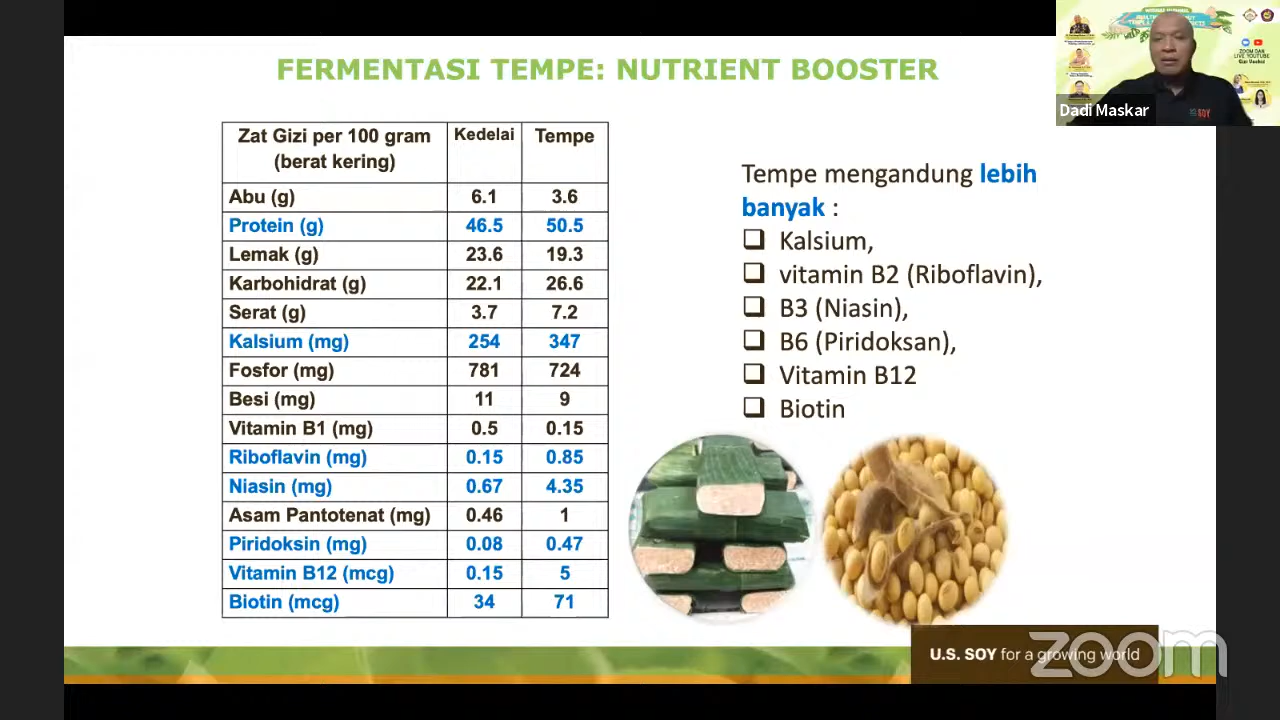 FERMENTASI TEMPE: NUTRIENT BOOSTER
Zat Gizi per 100 gram (berat kering) Kedelai Tempe
Abu (g) 6.1 3.6
Protein (g) 46.5 50.5
Lemak (g) 23.6 19.3
Karbohidrat (g) 22.1 26.6
Serat (g) 3.7 7.2
Kalsium (mg) 254 347
Fosfor (mg) 781 724
Besi (mg) 11 9
Vitamin B1 (mg) 0.5 0.15
Riboflavin (mg) 0.15 0.85
Niasin (mg) 0.67 4.35
Asam Pantotenat (mg) 0.46 1
Piridoksin (mg) 0.08 0.47
Vitamin B12 (mcg) 0.15 5
Biotin (mcg) 34 71
Tempe mengandung lebih
banyak :
Kalsium,
vitamin B2 (Riboflavin),
B3 (Niasin),
B6 (Piridoksan),
Vitamin B12
Biotin
U.S. SOY for a growing world
zoom
ZOOM DAN
LIVE YOUTUBE
SOY
Dadi Maskar